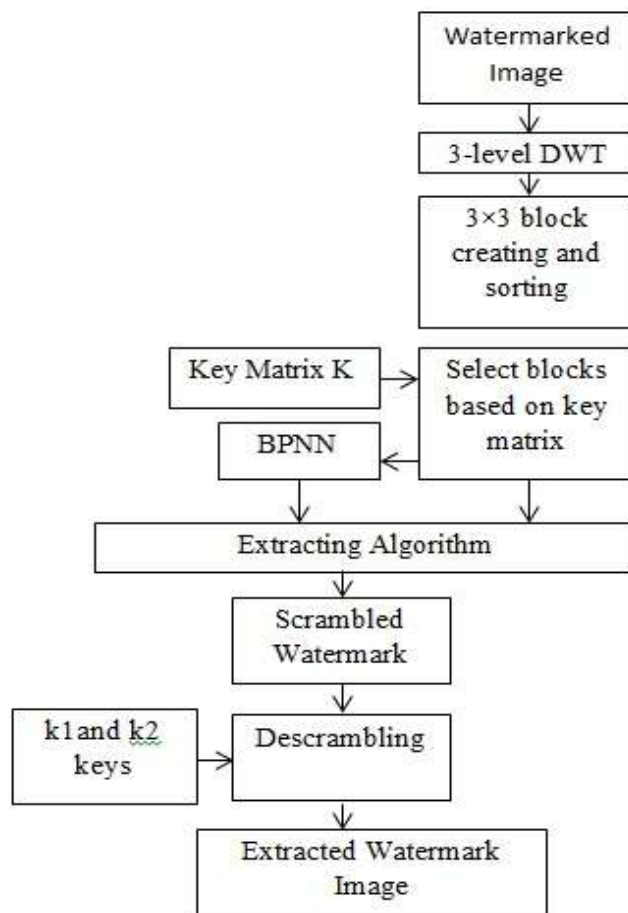 Watermarked
Image
3-level DWT
3×3 block
creating and
sorting
Key Matrix K
Select blocks
based on key
matrix
BPNN
Extracting Algorithm
Scrambled
Watermark
k1and k2
keys
Descrambling
Extracted Watermark
Image